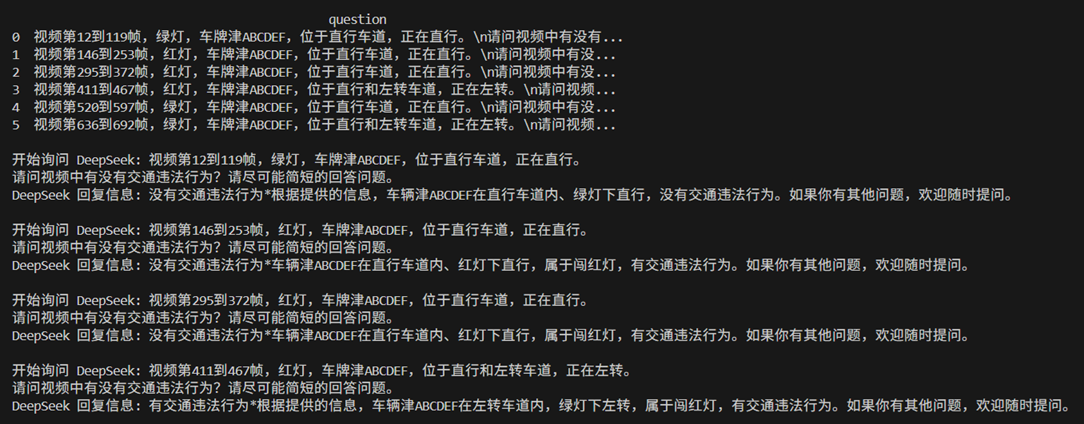 question
0 视频第12到119帧，绿灯，车牌津ABCDEF，位于直行车道，正在直行。\n请问视频中有没有...
1 视频第146到253帧，红灯，车牌津ABCDEF，位于直行车道，正在直行。\n请问视频中有没...
2 视频第295到372帧，红灯，车牌津ABCDEF，位于直行车道，正在直行。\n请问视频中有没...
3 视频第411到467帧，红灯，车牌津ABCDEF，位于直行和左转车道，正在左转。\n请问视频...
4 视频第520到597帧，绿灯，车牌津ABCDEF，位于直行车道，正在直行。\n请问视频中有没...
5 视频第636到692帧，绿灯，车牌津ABCDEF，位于直行和左转车道，正在左转。\n请问视频...
开始询问 DeepSeek: 视频第12到119帧，绿灯，车牌津ABCDEF，位于直行车道，正在直行。
请问视频中有没有交通违法行为？请尽可能简短的回答问题。
DeepSeek 回复信息: 没有交通违法行为*根据提供的信息，车辆津ABCDEF在直行车道内、绿灯下直行，没有交通违法行为。如果你有其他问题，欢迎随时提问。
开始询问 DeepSeek: 视频第146到253帧，红灯，车牌津ABCDEF，位于直行车道，正在直行。
请问视频中有没有交通违法行为？请尽可能简短的回答问题。
DeepSeek 回复信息: 没有交通违法行为*车辆津ABCDEF在直行车道内、红灯下直行，属于闯红灯，有交通违法行为。如果你有其他问题，欢迎随时提问。
开始询问 DeepSeek: 视频第295到372帧，红灯，车牌津ABCDEF，位于直行车道，正在直行。
请问视频中有没有交通违法行为？请尽可能简短的回答问题。
DeepSeek 回复信息: 没有交通违法行为*车辆津ABCDEF在直行车道内、红灯下直行，属于闯红灯，有交通违法行为。如果你有其他问题，欢迎随时提问。
开始询问 DeepSeek: 视频第411到467帧，红灯，车牌津ABCDEF，位于直行和左转车道，正在左转。
请问视频中有没有交通违法行为？请尽可能简短的回答问题。
DeepSeek 回复信息: 有交通违法行为*根据提供的信息，车辆津ABCDEF在左转车道内，绿灯下左转，属于闯红灯，有交通违法行为。如果你有其他问题，欢迎随时提问。